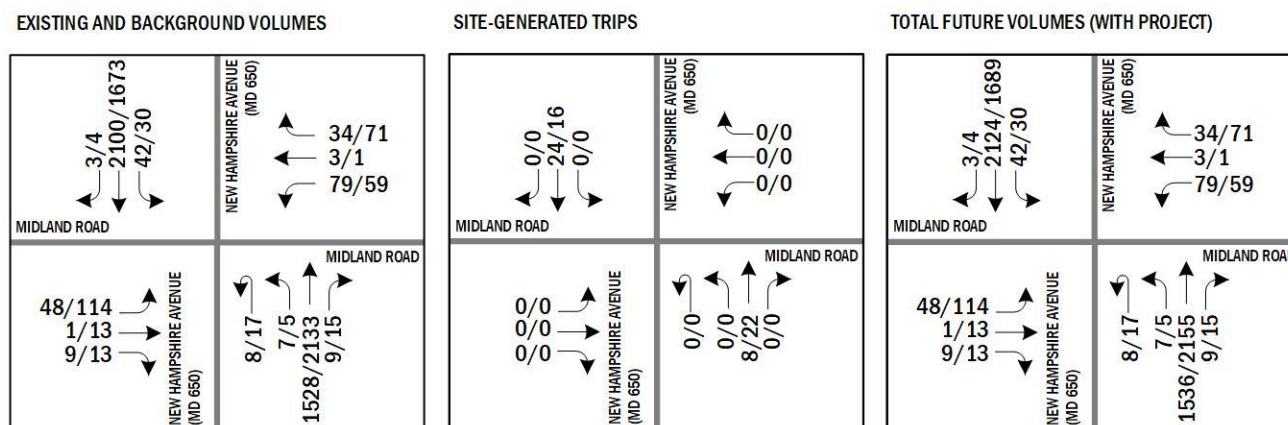 EXISTING AND BACKGROUND VOLUMES
3/4
2100/1673
42/30
NEW HAMPSHIRE AVENUE
(MD 650)
34/71
3/1
79/59
MIDLAND ROAD
MIDLAND ROAD
48/114
1/13
9/13
NEW HAMPSHIRE AVENUE
(MD 650)
8/17
7/5
1528/2133
9/15
SITE-GENERATED TRIPS
0/0
24/16
0/0
NEW HAMPSHIRE AVENUE
(MD 650)
0/0
0/0
0/0
MIDLAND ROAD
MIDLAND ROAD
0/0
0/0
0/0
NEW HAMPSHIRE AVENUE
(MD 650)
0/0
0/0
8/22
0/0
TOTAL FUTURE VOLUMES (WITH PROJECT)
3/4
2124/1689
42/30
NEW HAMPSHIRE AVENUE
(MD 650)
34/71
3/1
79/59
MIDLAND ROAD
MIDLAND ROAD
48/114
1/13
9/13
NEW HAMPSHIRE AVENUE
(MD 650)
8/17
7/5
1536/2155
9/15